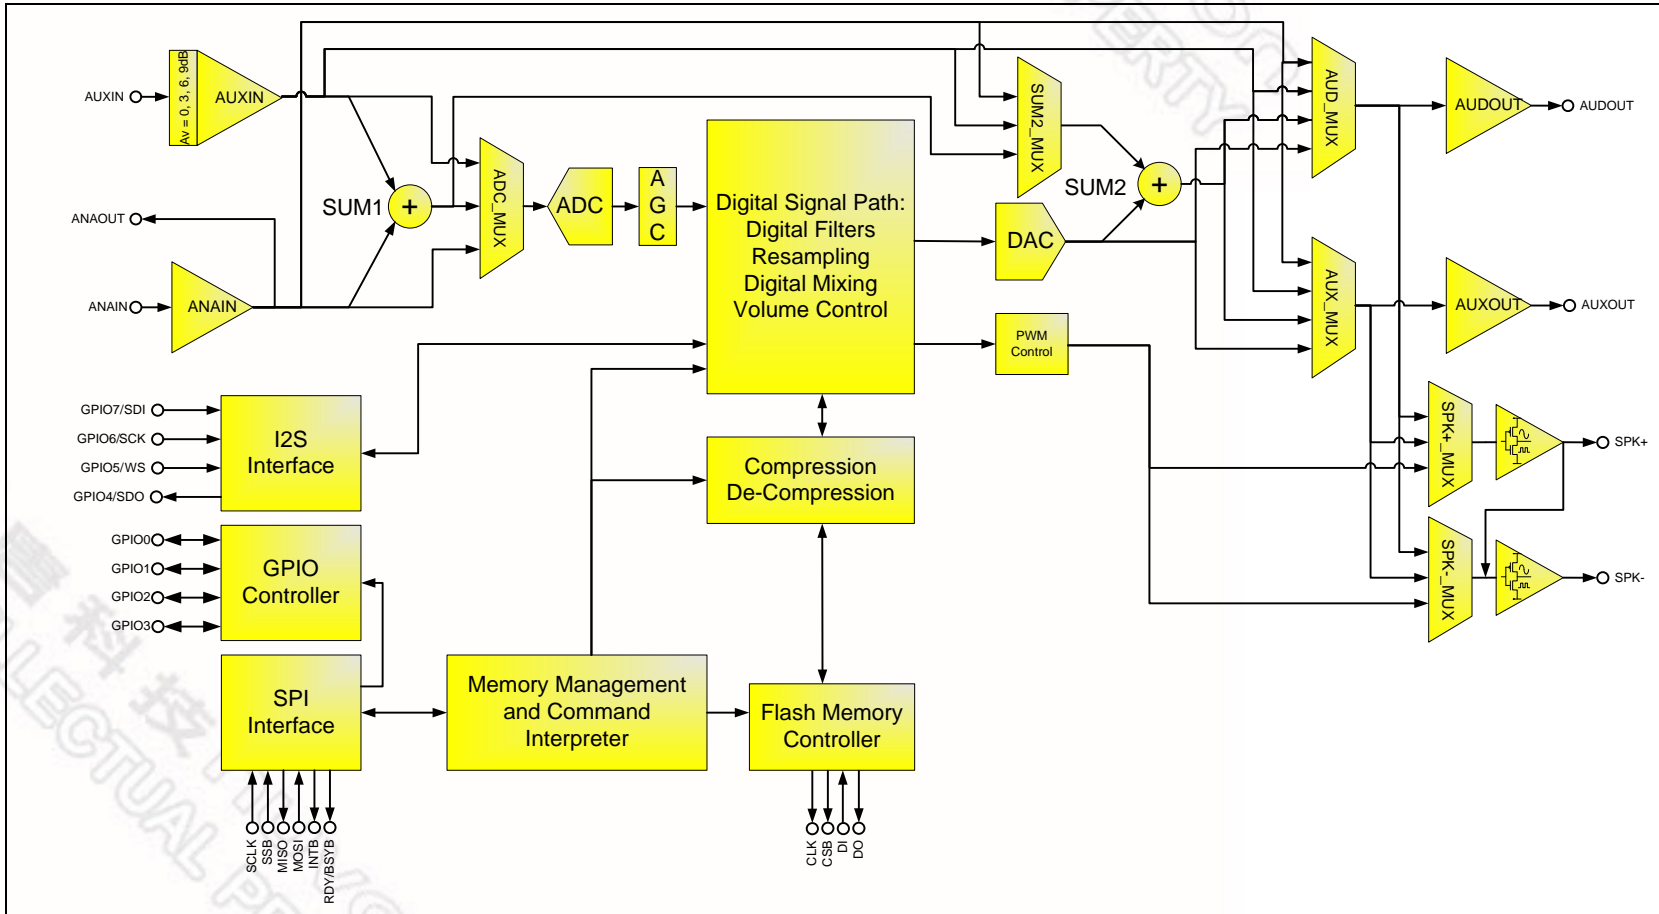 AUXIN
Av = 0, 3, 6, 9dB
AUXIN
ANAOUT
ANAIN
ANAIN
SUM1
+
ADC_MUX
ADC
A
G
C
Digital Signal Path:
Digital Filters
Resampling
Digital Mixing
Volume Control
SUM2_MUX
SUM2
+
DAC
PWM
Control
AUD_MUX
AUDOUT
AUDOUT
AUX_MUX
AUXOUT
AUXOUT
SPK+_MUX
SPK+
SPK-_MUX
SPK-
GPIO7/SDI
GPIO6/SCK
GPIO5/WS
GPIO4/SDO
I2S
Interface
Compression
De-Compression
GPIO0
GPIO1
GPIO2
GPIO3
GPIO
Controller
SPI
Interface
Memory Management
and Command
Interpreter
Flash Memory
Controller
SCLK
SSB
MISO
MOSI
INTB
RDY/BSYB
CLK
CSB
DI
DO
科技